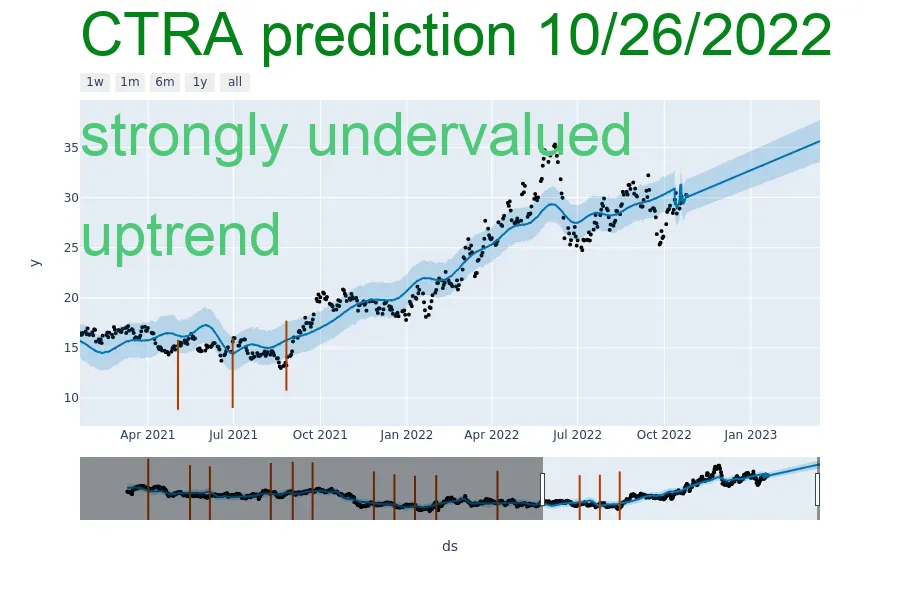 CTRA prediction 10/26/2022
1w 1m 6m 1y all
strongly undervalued
35
30
uptrend
25
y
20
15
10
Apr 2021 Jul 2021 Oct 2021 Jan 2022 Apr 2022 Jul 2022 Oct 2022 Jan 2023
ds